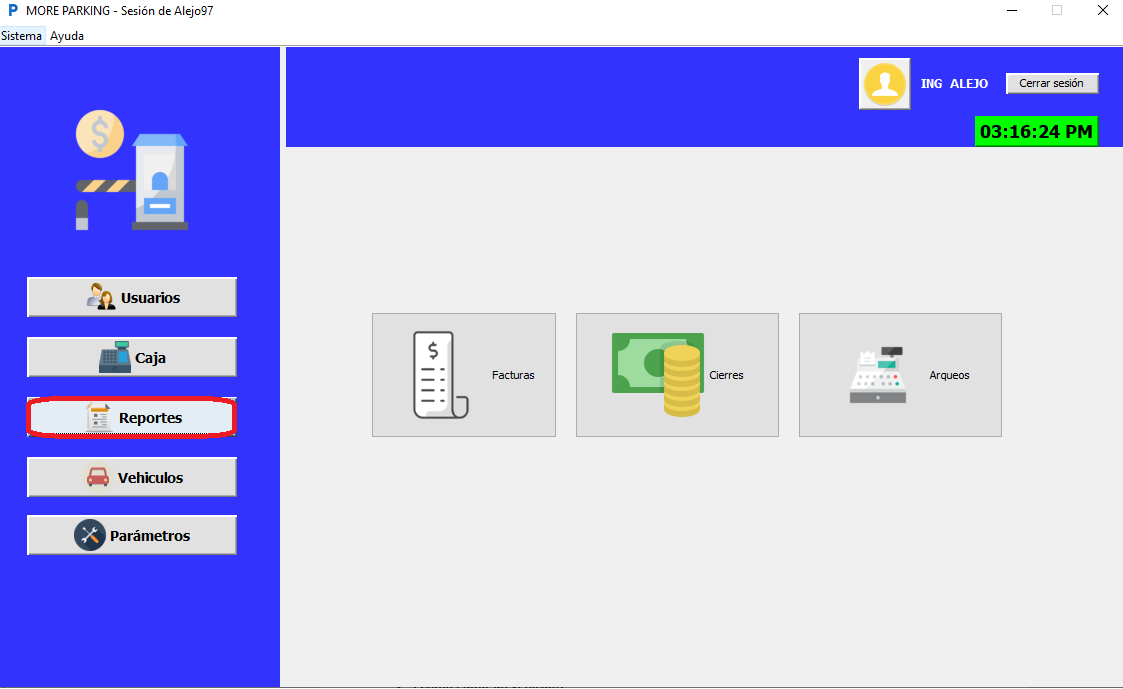 MORE PARKING - Sesión de Alejo97
Sistema Ayuda
ING ALEJO
Cerrar sesión
03:16:24 PM
Usuarios
Caja
Reportes
Vehiculos
Parámetros
Facturas
Cierres
Arqueos